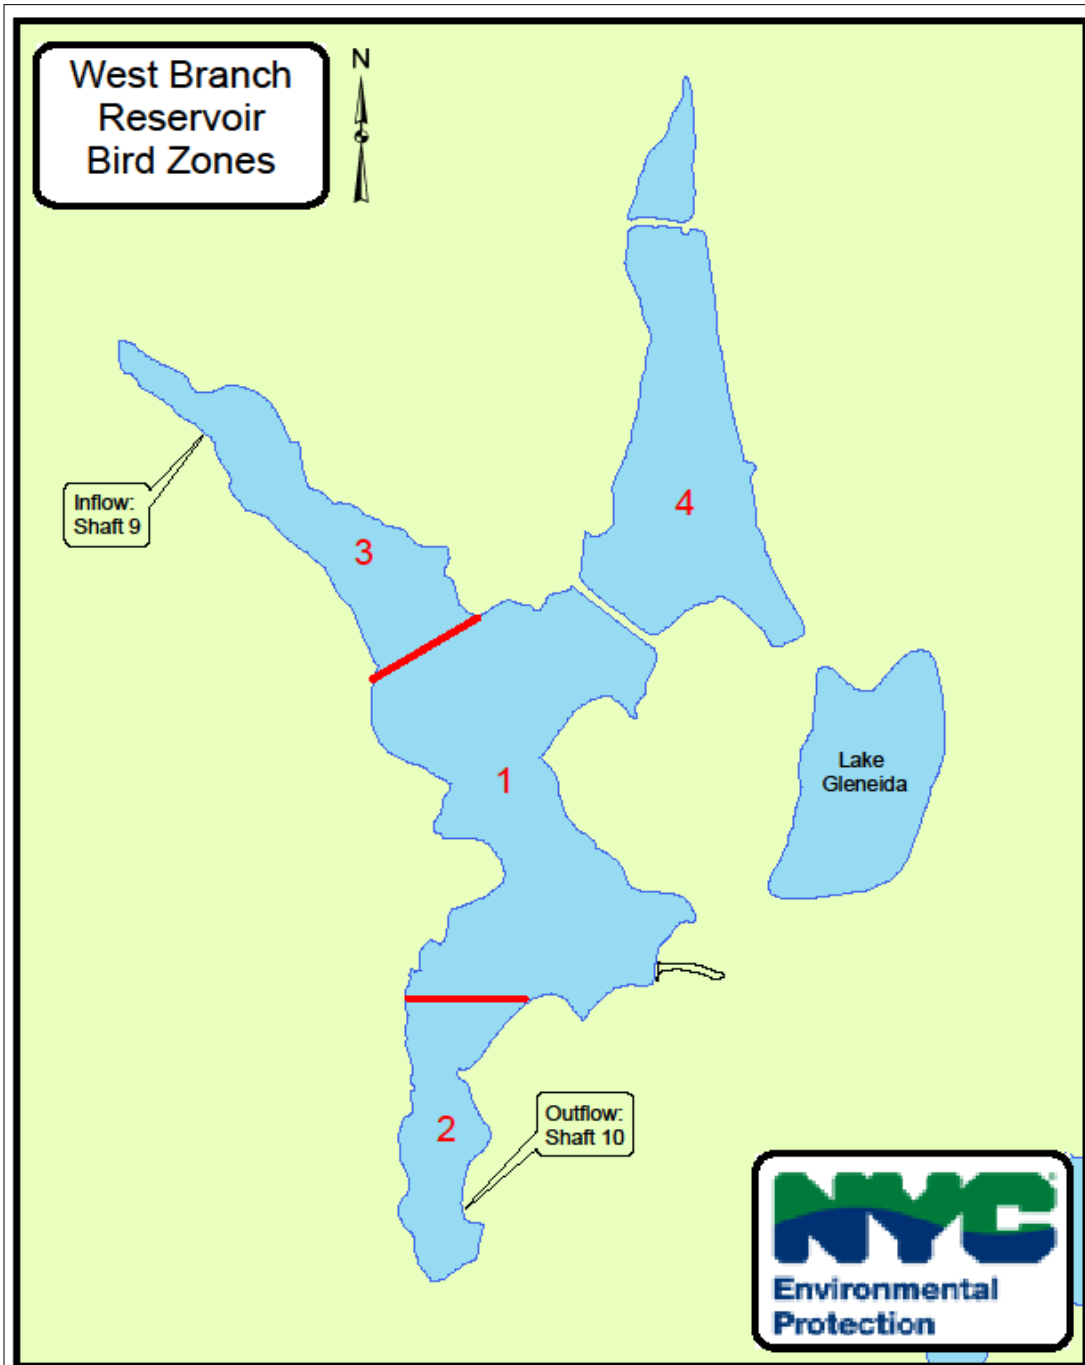 West Branch
Reservoir
Bird Zones
N
Inflow:
Shaft 9
3
4
1
Lake
Gleneida
2
Outflow:
Shaft 10
NYC
Environmental
Protection